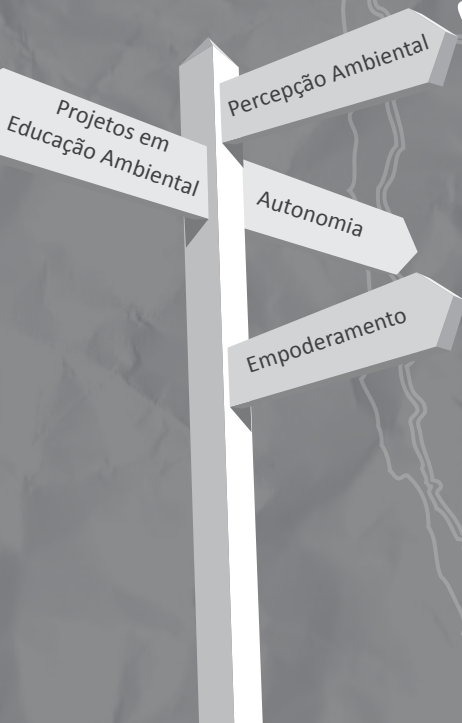 Percepção Ambiental
Projetos em
Educação Ambiental
Autonomia
Empoderamento